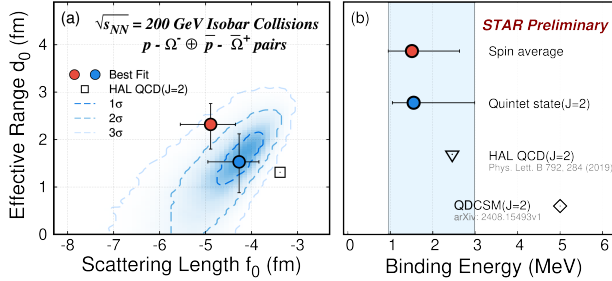 (a)
√s_NN = 200 GeV Isobar Collisions
p - Ω⁻ ⊕ p̄ - Ω̄⁺ pairs
Best Fit
HAL QCD(J=2)
1σ
2σ
3σ
Effective Range d₀ (fm)
4
3
2
1
0
-8 -7 -6 -5 -4 -3
Scattering Length f₀ (fm)
(b)
STAR Preliminary
Spin average
Quintet state(J=2)
HAL QCD(J=2)
Phys. Lett. B 792, 284 (2019)
QDCSM(J=2)
arXiv: 2408.15493v1
0 1 2 3 4 5 6
Binding Energy (MeV)